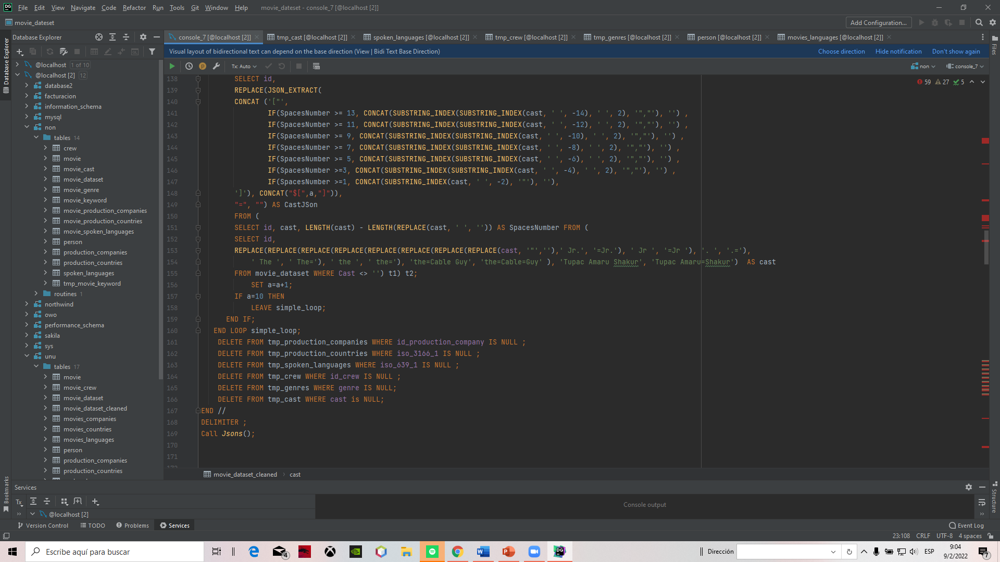 DG File Edit View Navigate Code Refactor Run Tools Git Window Help movie_dateset - console_7 [@localhost [2]]
movie_dateset Add Configuration...
Database Explorer
console_7 [@localhost [2]] tmp_cast [@localhost [2]] spoken_languages [@localhost [2]] tmp_crew [@localhost [2]] tmp_genres [@localhost [2]] person [@localhost [2]] movies_languages [@localhost [2]]
Visual layout of bidirectional text can depend on the base direction (View | Bidi Text Base Direction) Choose direction Hide notification Don't show again
Tx: Auto non console_7
59 27 5
Database Explorer
Files
@localhost 1 of 10
@localhost [2] 12
database2
facturacion
information_schema
mysql
non
tables 14
crew
movie
movie_cast
movie_dataset
movie_genre
movie_keyword
movie_production_companies
movie_production_countries
movie_spoken_languages
person
production_companies
production_countries
spoken_languages
tmp_movie_keyword
routines 1
northwind
owo
performance_schema
sakila
sys
unu
tables 17
movie
movie_crew
movie_dataset
movie_dataset_cleaned
movies_companies
movies_countries
movies_languages
person
production_companies
production_countries
138 SELECT id,
139 REPLACE(JSON_EXTRACT(
140 CONCAT ('["',
141 IF(SpacesNumber >= 13, CONCAT(SUBSTRING_INDEX(SUBSTRING_INDEX(cast, ' ', -14), ' ', 2), '","'), '') ,
142 IF(SpacesNumber >= 11, CONCAT(SUBSTRING_INDEX(SUBSTRING_INDEX(cast, ' ', -12), ' ', 2), '","'), '') ,
143 IF(SpacesNumber >= 9, CONCAT(SUBSTRING_INDEX(SUBSTRING_INDEX(cast, ' ', -10), ' ', 2), '","'), '') ,
144 IF(SpacesNumber >= 7, CONCAT(SUBSTRING_INDEX(SUBSTRING_INDEX(cast, ' ', -8), ' ', 2), '","'), '') ,
145 IF(SpacesNumber >= 5, CONCAT(SUBSTRING_INDEX(SUBSTRING_INDEX(cast, ' ', -6), ' ', 2), '","'), '') ,
146 IF(SpacesNumber >=3, CONCAT(SUBSTRING_INDEX(SUBSTRING_INDEX(cast, ' ', -4), ' ', 2), '","'), '') ,
147 IF(SpacesNumber >=1, CONCAT(SUBSTRING_INDEX(cast, ' ', -2), '"'), ''),
148 ']'), CONCAT("$[",a,"]")),
149 "=", "") AS CastJSon
150 FROM (
151 SELECT id, cast, LENGTH(cast) - LENGTH(REPLACE(cast, ' ', '')) AS SpacesNumber FROM (
152 SELECT id,
153 REPLACE(REPLACE(REPLACE(REPLACE(REPLACE(REPLACE(REPLACE(REPLACE(cast, '"',''),' Jr.', '=Jr.'), ' Jr ', '=Jr '), '. ', '.='),
154 ' The ', ' The='), ' the ', ' the='), 'the=Cable Guy', 'the=Cable=Guy' ), 'Tupac Amaru Shakur', 'Tupac Amaru=Shakur') AS cast
155 FROM movie_dataset WHERE Cast <> '') t1) t2;
156 SET a=a+1;
157 IF a=10 THEN
158 LEAVE simple_loop;
159 END IF;
160 END LOOP simple_loop;
161 DELETE FROM tmp_production_companies WHERE id_production_company IS NULL ;
162 DELETE FROM tmp_production_countries WHERE iso_3166_1 IS NULL ;
163 DELETE FROM tmp_spoken_languages WHERE iso_639_1 IS NULL ;
164 DELETE FROM tmp_crew WHERE id_crew IS NULL ;
165 DELETE FROM tmp_genres WHERE genre IS NULL;
166 DELETE FROM tmp_cast WHERE cast is NULL;
167 END //
168 DELIMITER ;
169 Call Jsons();
170
171
movie_dataset_cleaned cast
Bookmarks
Structure
Services
Tx
@localhost [2]
Console output
Version Control TODO Problems Services Event Log
23:108 CRLF UTF-8 4 spaces
Escribe aquí para buscar
4
Dirección ESP
9:04
9/2/2022
7